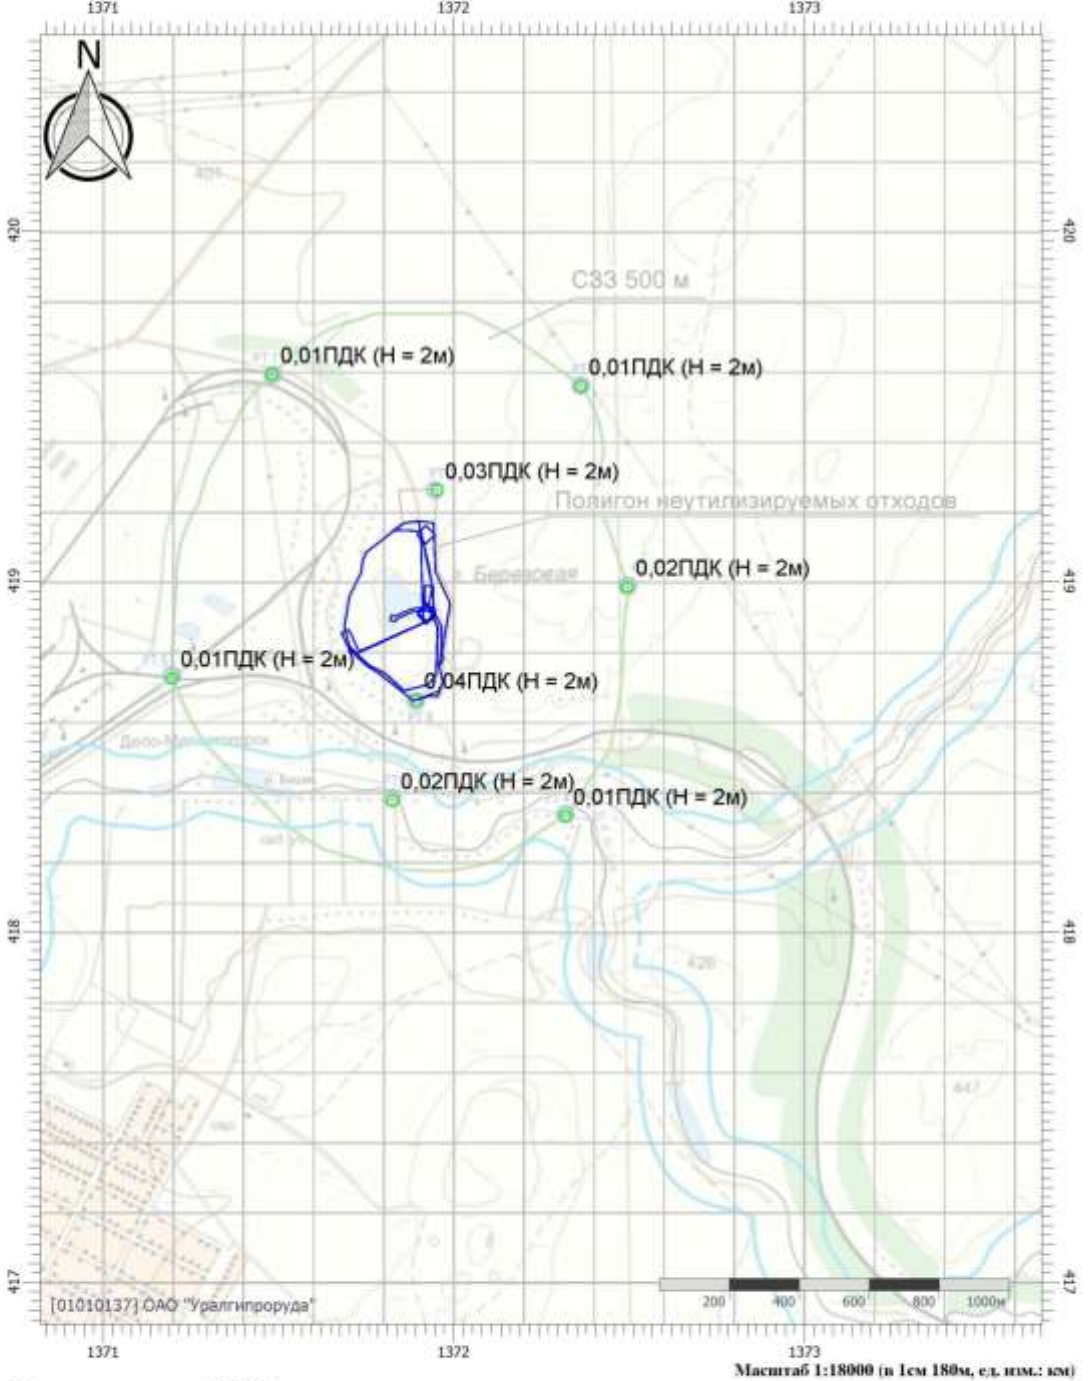 1371 1372 1373
N
401
420 420
СЗЗ 500 м
0,01ПДК (Н = 2м)
0,01ПДК (Н = 2м)
0,03ПДК (Н = 2м)
Полигон неутилизируемых отходов
0,02ПДК (Н = 2м)
419 419
г. Березовая
0,01ПДК (Н = 2м)
0,04ПДК (Н = 2м)
0,02ПДК (Н = 2м)
0,01ПДК (Н = 2м)
418 418
447
417 417
[01010137] ОАО "Уралгипроруда"
200 400 600 800 1000м
1371 1372 1373
Масштаб 1:18000 (в 1см 180м, ед. изм.: км)